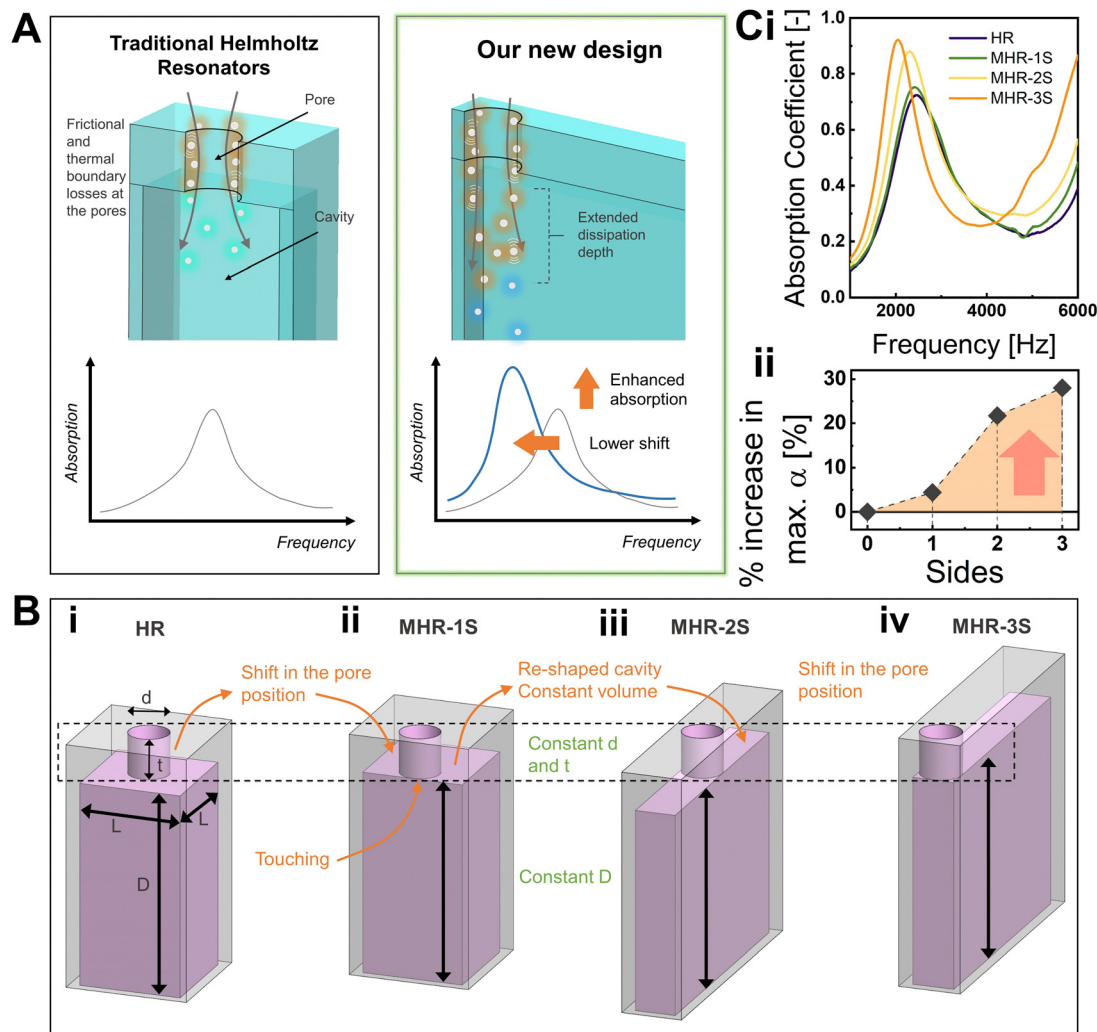 A
Traditional Helmholtz
Resonators
Frictional
and
thermal
boundary
losses at
the pores
Pore
Cavity
Absorption
Frequency
Our new design
Extended
dissipation
depth
Enhanced
absorption
Lower shift
Absorption
Frequency
Ci
Absorption Coefficient [-]
1.0
0.8
0.6
0.4
0.2
0.0
HR
MHR-1S
MHR-2S
MHR-3S
2000
4000
6000
Frequency [Hz]
ii
% increase in
max. α [%]
30
20
10
0
0
1
2
3
Sides
B
i
HR
ii
MHR-1S
iii
MHR-2S
iv
MHR-3S
Shift in the pore
position
Re-shaped cavity
Constant volume
Shift in the pore
position
d
t
Constant d
and t
L
L
D
Touching
Constant D